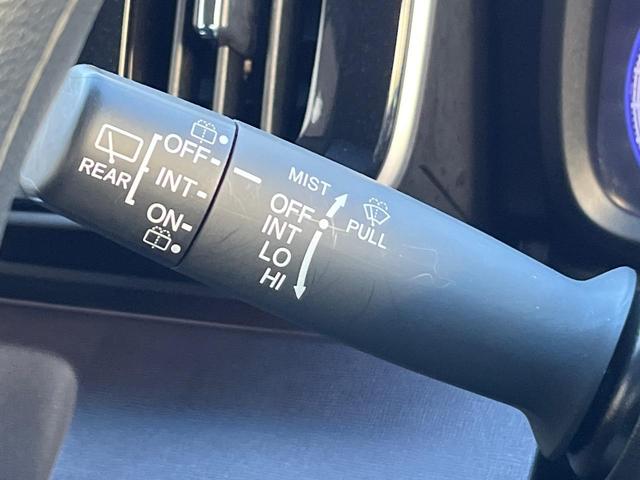 REAR
OFF-
INT-
ON-
MIST
OFF
INT
LO
HI
PULL